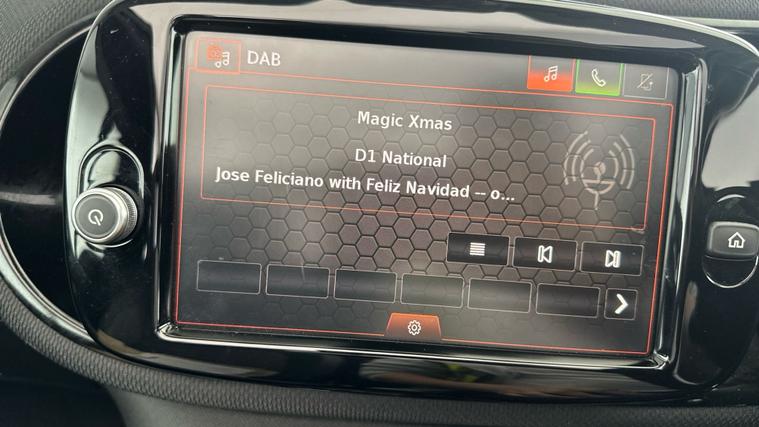 DAB
Magic Xmas
D1 National
Jose Feliciano with Feliz Navidad -- o...